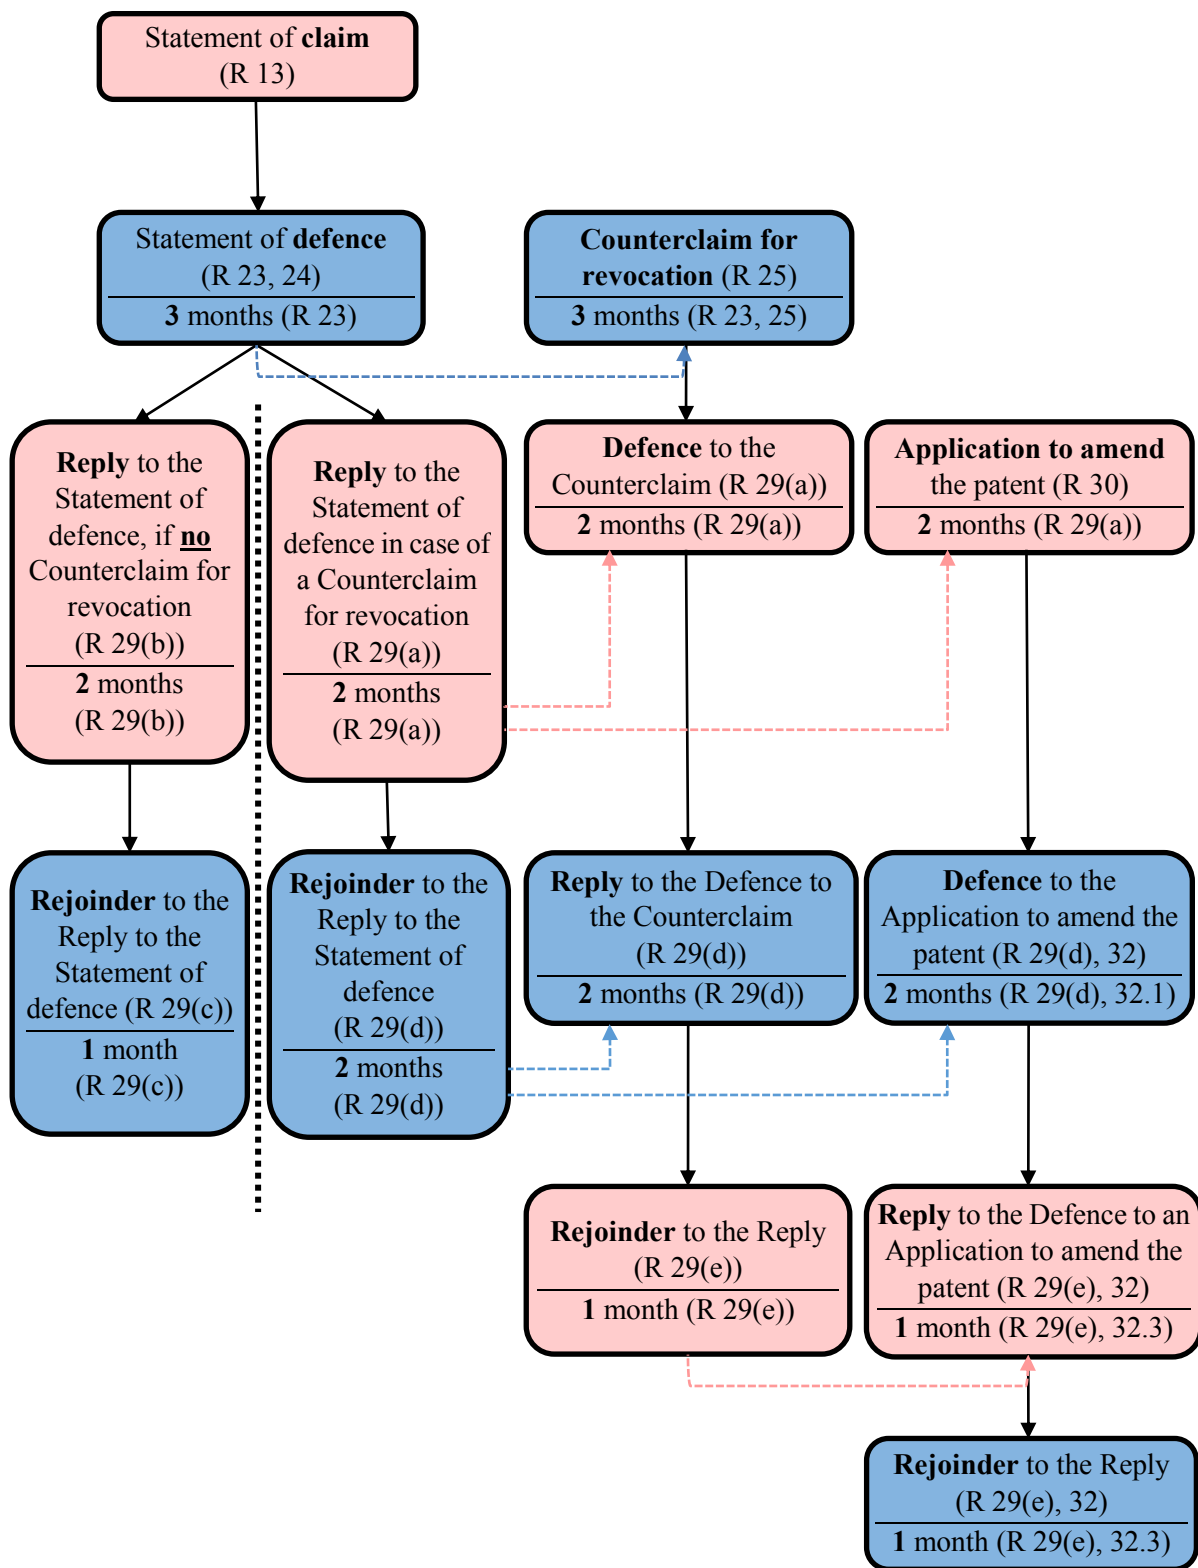 Statement of claim
(R 13)
Statement of defence
(R 23, 24)
3 months (R 23)
Counterclaim for
revocation (R 25)
3 months (R 23, 25)
Reply to the
Statement of
defence, if no
Counterclaim for
revocation
(R 29(b))
2 months
(R 29(b))
Reply to the
Statement of
defence in case of
a Counterclaim
for revocation
(R 29(a))
2 months
(R 29(a))
Defence to the
Counterclaim (R 29(a))
2 months (R 29(a))
Application to amend
the patent (R 30)
2 months (R 29(a))
Rejoinder to the
Reply to the
Statement of
defence (R 29(c))
1 month
(R 29(c))
Rejoinder to the
Reply to the
Statement of
defence
(R 29(d))
2 months
(R 29(d))
Reply to the Defence to
the Counterclaim
(R 29(d))
2 months (R 29(d))
Defence to the
Application to amend the
patent (R 29(d), 32)
2 months (R 29(d), 32.1)
Rejoinder to the Reply
(R 29(e))
1 month (R 29(e))
Reply to the Defence to an
Application to amend the
patent (R 29(e), 32)
1 month (R 29(e), 32.3)
Rejoinder to the Reply
(R 29(e), 32)
1 month (R 29(e), 32.3)